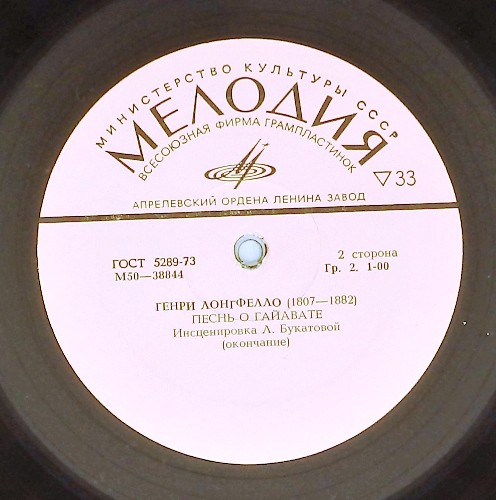 МИНИСТЕРСТВО КУЛЬТУРЫ СССР
МЕЛОДИЯ
ВСЕСОЮЗНАЯ ФИРМА ГРАМПЛАСТИНОК
33
АПРЕЛЕВСКИЙ ОРДЕНА ЛЕНИНА ЗАВОД
ГОСТ 5289-73
М50—38844
2 сторона
Гр. 2. 1-00
ГЕНРИ ЛОНГФЕЛЛО (1807—1882)
ПЕСНЬ О ГАЙАВАТЕ
Инсценировка Л. Букатовой
(окончание)